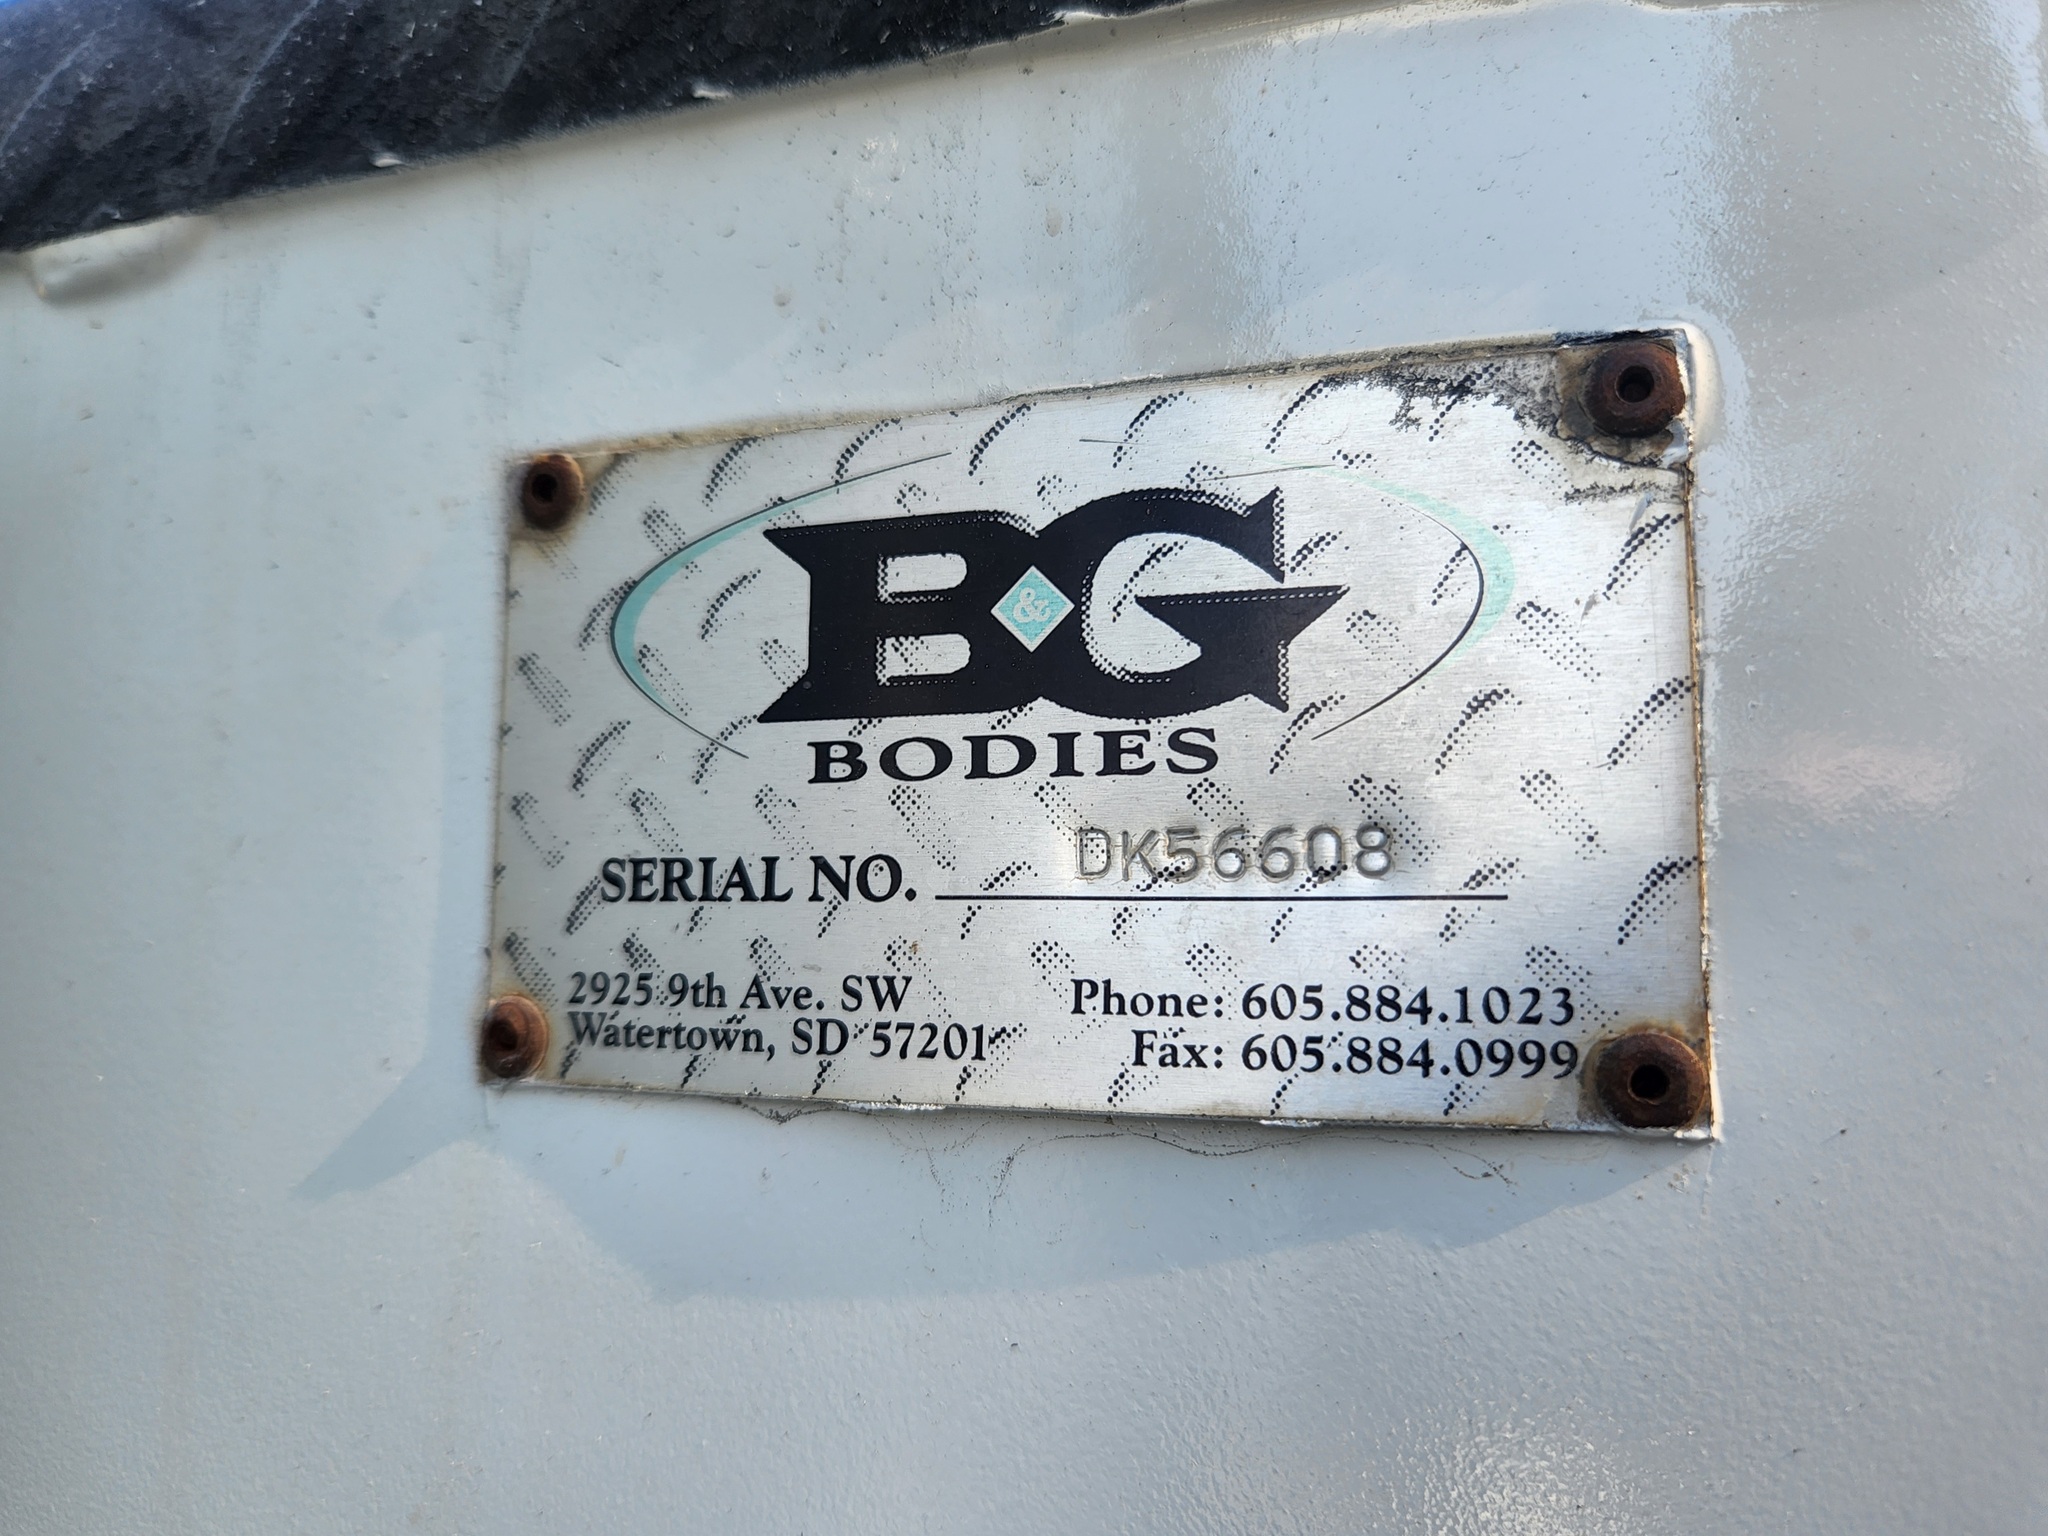 B&G
BODIES
SERIAL NO. DK56608
2925 9th Ave. SW
Watertown, SD 57201
Phone: 605.884.1023
Fax: 605.884.0999